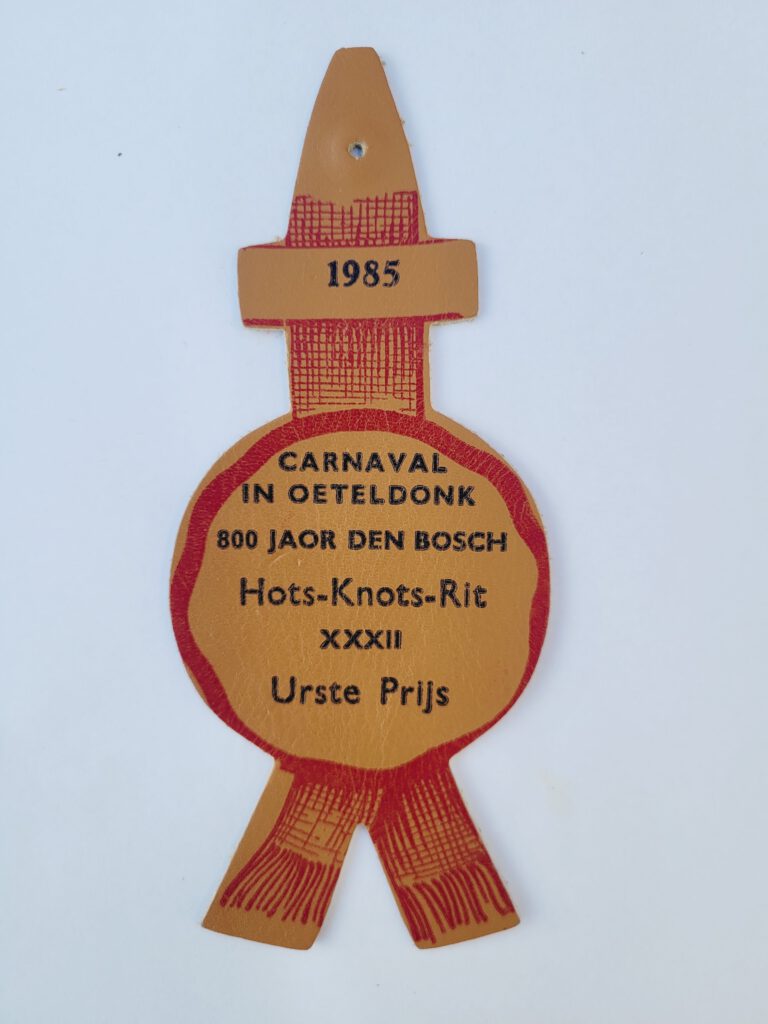 1985
CARNAVAL
IN OETELDONK
800 JAOR DEN BOSCH
Hots-Knots-Rit
XXXII
Urste Prijs